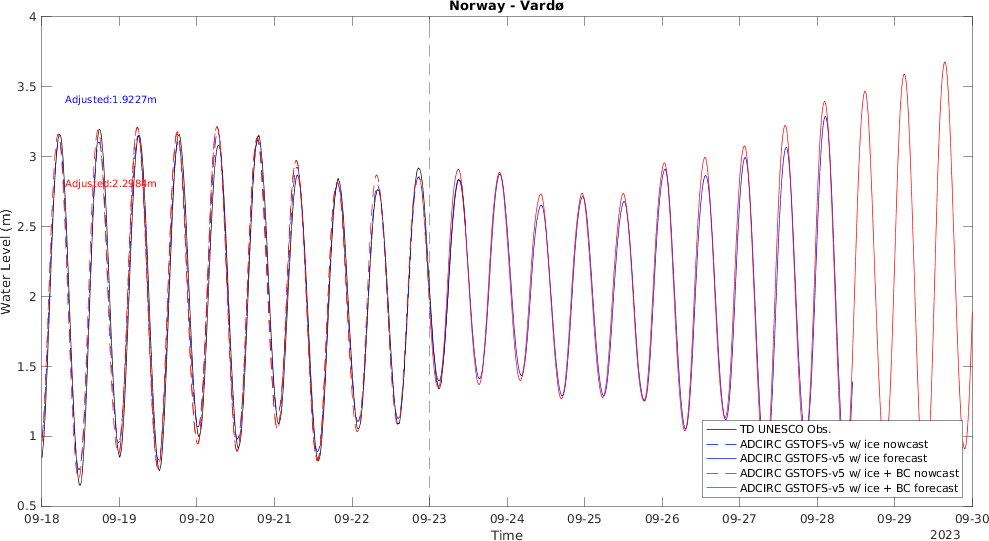 Norway - Vardø
4
3.5
3
2.5
2
1.5
1
0.5
Water Level (m)
Adjusted:1.9227m
Adjusted:2.2984m
TD UNESCO Obs.
ADCIRC GSTOFS-v5 w/ ice nowcast
ADCIRC GSTOFS-v5 w/ ice forecast
ADCIRC GSTOFS-v5 w/ ice + BC nowcast
ADCIRC GSTOFS-v5 w/ ice + BC forecast
09-18 09-19 09-20 09-21 09-22 09-23 09-24 09-25 09-26 09-27 09-28 09-29 09-30
Time
2023